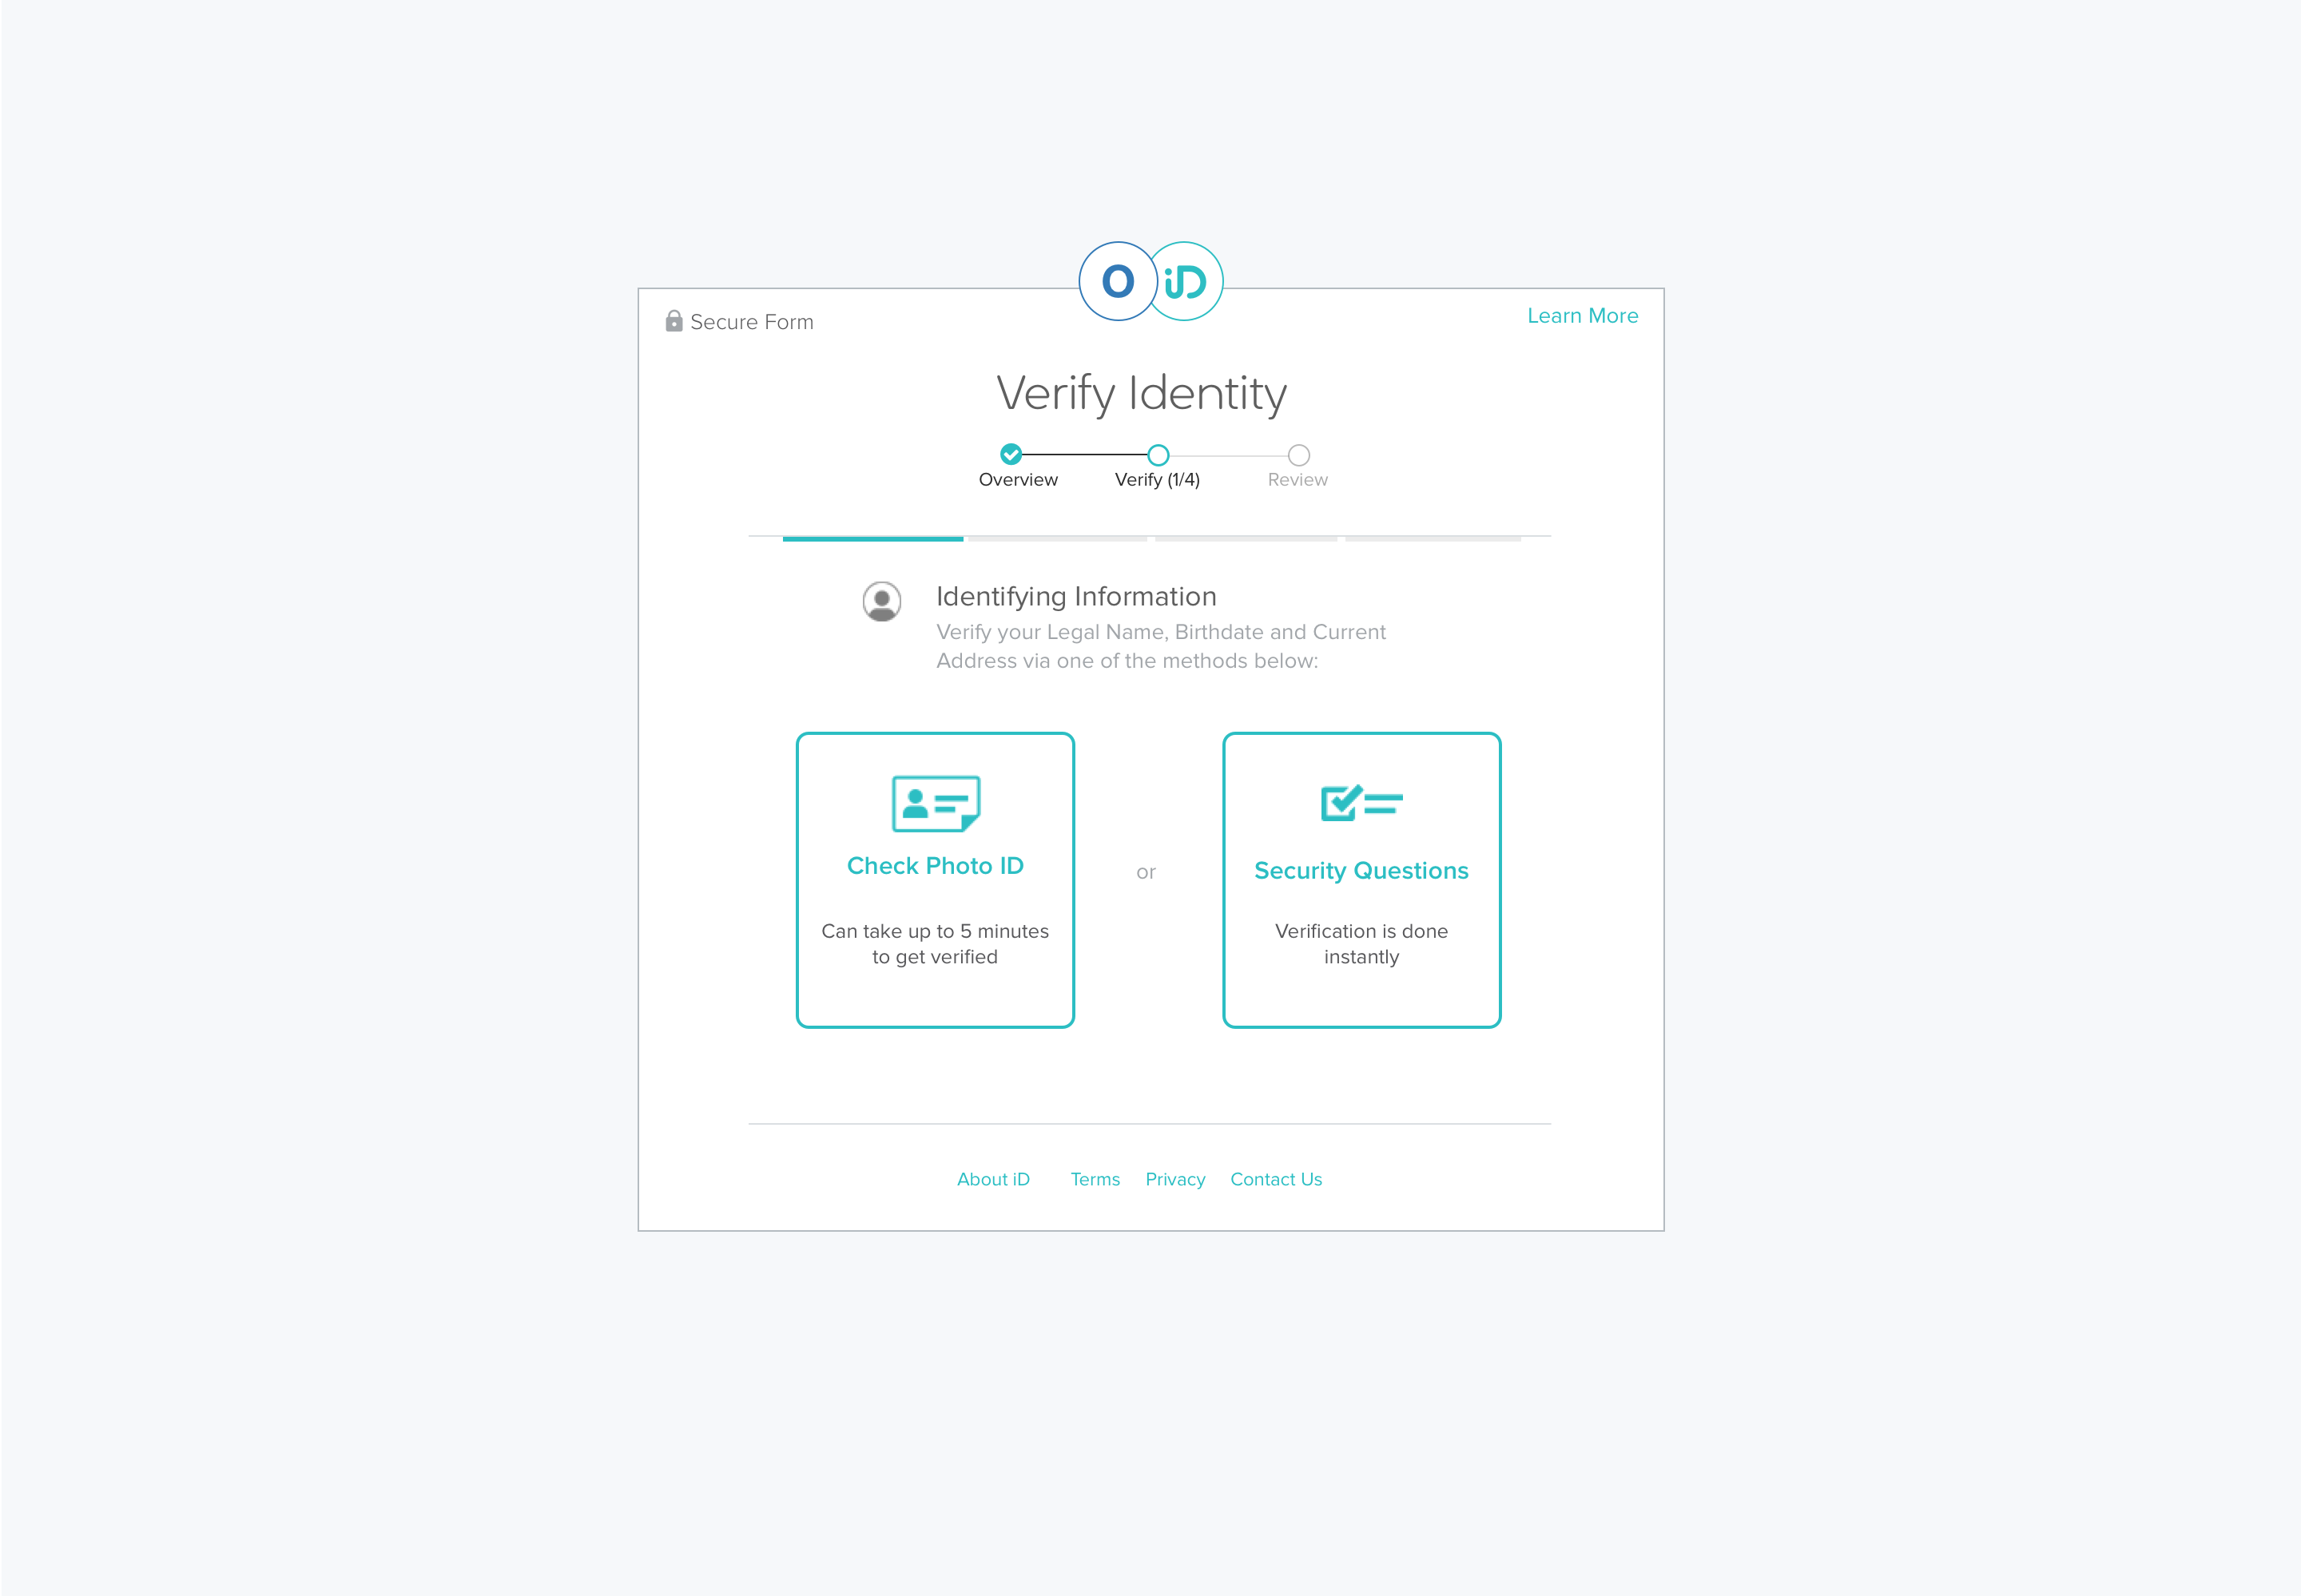 O iD
Secure Form
Learn More
Verify Identity
Overview
Verify (1/4)
Review
Identifying Information
Verify your Legal Name, Birthdate and Current
Address via one of the methods below:
Check Photo ID
Can take up to 5 minutes
to get verified
or
Security Questions
Verification is done
instantly
About iD
Terms
Privacy
Contact Us